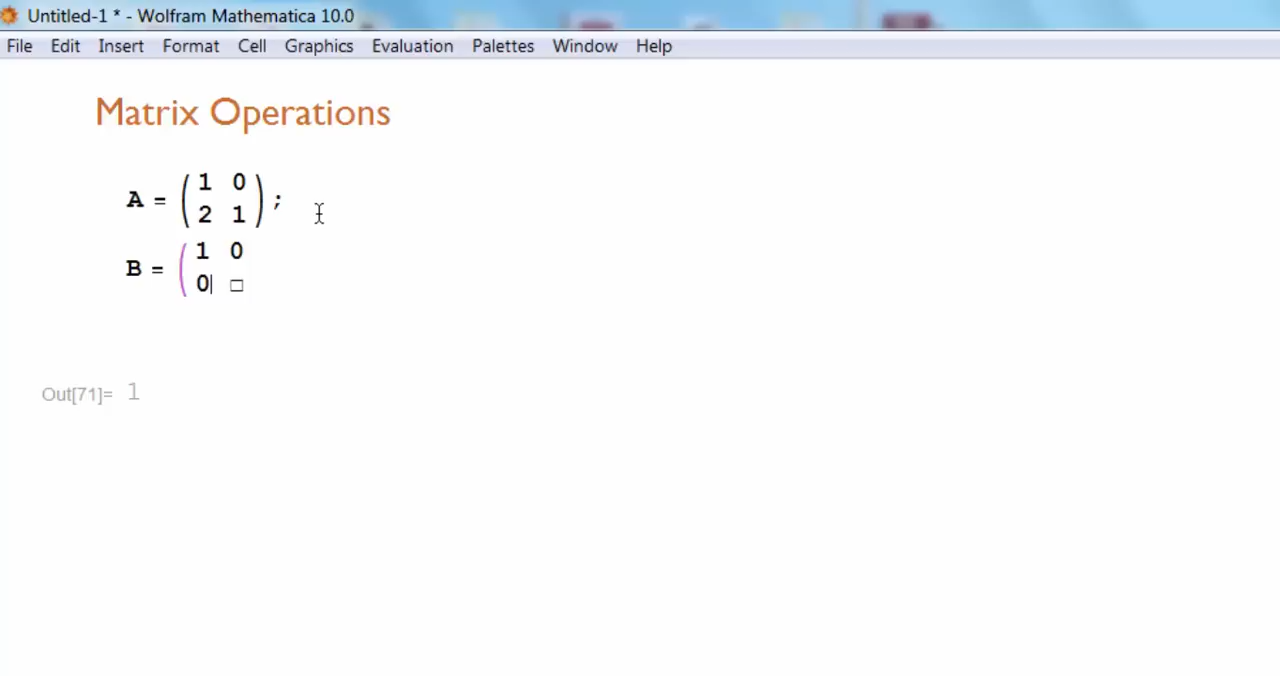 Untitled-1 * - Wolfram Mathematica 10.0
File Edit Insert Format Cell Graphics Evaluation Palettes Window Help
Matrix Operations
A = ( 1 0
2 1 ) ;
B = ( 1 0
0 □
Out[71]= 1